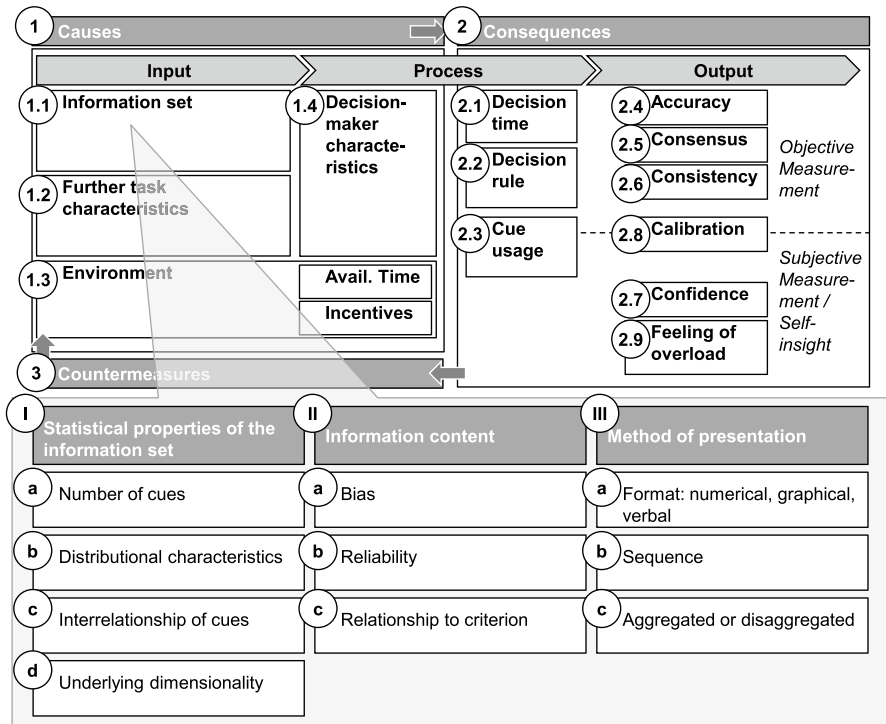 1
Causes
2
Consequences
Input
Process
Output
1.1
Information set
1.2
Further task
characteristics
1.3
Environment
1.4
Decision-
maker
characte-
ristics
Avail. Time
Incentives
2.1
Decision
time
2.2
Decision
rule
2.3
Cue
usage
2.4
Accuracy
2.5
Consensus
2.6
Consistency
Objective
Measure-
ment
2.8
Calibration
2.7
Confidence
2.9
Feeling of
overload
Subjective
Measure-
ment /
Self-
insight
3
Countermeasures
I
Statistical properties of the
information set
a
Number of cues
b
Distributional characteristics
c
Interrelationship of cues
d
Underlying dimensionality
II
Information content
a
Bias
b
Reliability
c
Relationship to criterion
III
Method of presentation
a
Format: numerical, graphical,
verbal
b
Sequence
c
Aggregated or disaggregated